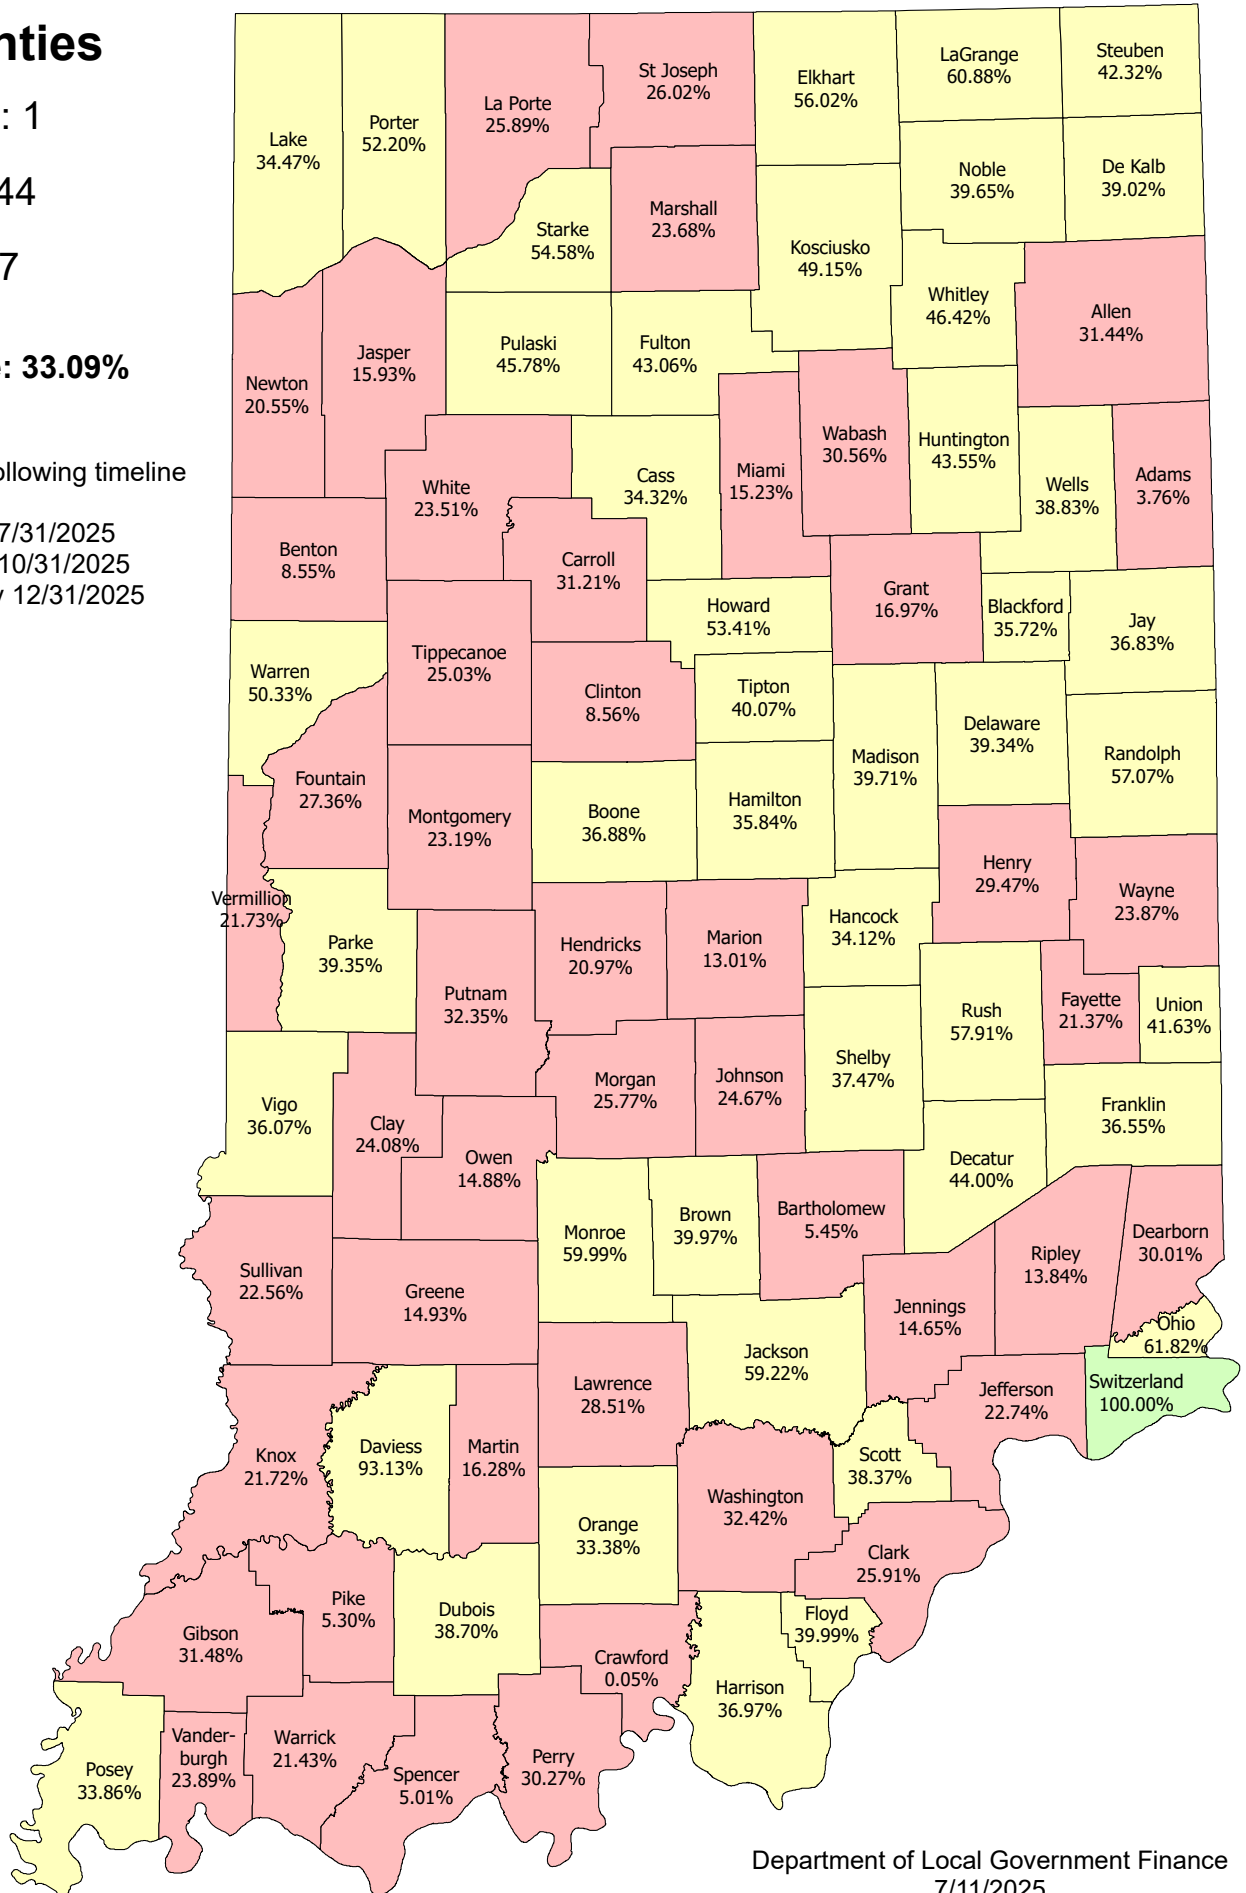 nties
: 1
44
7
e: 33.09%
ollowing timeline
7/31/2025
10/31/2025
y 12/31/2025
Lake
34.47%
Porter
52.20%
La Porte
25.89%
St Joseph
26.02%
Elkhart
56.02%
LaGrange
60.88%
Steuben
42.32%
Noble
39.65%
De Kalb
39.02%
Starke
54.58%
Marshall
23.68%
Kosciusko
49.15%
Whitley
46.42%
Allen
31.44%
Newton
20.55%
Jasper
15.93%
Pulaski
45.78%
Fulton
43.06%
White
23.51%
Cass
34.32%
Miami
15.23%
Wabash
30.56%
Huntington
43.55%
Wells
38.83%
Adams
3.76%
Benton
8.55%
Carroll
31.21%
Howard
53.41%
Grant
16.97%
Blackford
35.72%
Jay
36.83%
Warren
50.33%
Tippecanoe
25.03%
Clinton
8.56%
Tipton
40.07%
Madison
39.71%
Delaware
39.34%
Randolph
57.07%
Fountain
27.36%
Montgomery
23.19%
Boone
36.88%
Hamilton
35.84%
Henry
29.47%
Wayne
23.87%
Vermillion
21.73%
Parke
39.35%
Putnam
32.35%
Hendricks
20.97%
Marion
13.01%
Hancock
34.12%
Rush
57.91%
Fayette
21.37%
Union
41.63%
Vigo
36.07%
Clay
24.08%
Owen
14.88%
Morgan
25.77%
Johnson
24.67%
Shelby
37.47%
Decatur
44.00%
Franklin
36.55%
Sullivan
22.56%
Greene
14.93%
Monroe
59.99%
Brown
39.97%
Bartholomew
5.45%
Jennings
14.65%
Ripley
13.84%
Dearborn
30.01%
Ohio
61.82%
Switzerland
100.00%
Knox
21.72%
Daviess
93.13%
Martin
16.28%
Lawrence
28.51%
Jackson
59.22%
Jefferson
22.74%
Scott
38.37%
Orange
33.38%
Washington
32.42%
Clark
25.91%
Gibson
31.48%
Pike
5.30%
Dubois
38.70%
Crawford
0.05%
Harrison
36.97%
Floyd
39.99%
Posey
33.86%
Vander-
burgh
23.89%
Warrick
21.43%
Spencer
5.01%
Perry
30.27%
Department of Local Government Finance
7/11/2025